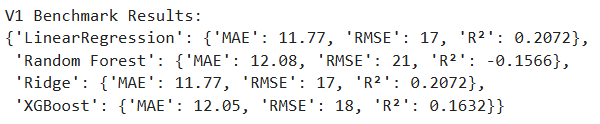 V1 Benchmark Results:
{'LinearRegression': {'MAE': 11.77, 'RMSE': 17, 'R²': 0.2072},
'Random Forest': {'MAE': 12.08, 'RMSE': 21, 'R²': -0.1566},
'Ridge': {'MAE': 11.77, 'RMSE': 17, 'R²': 0.2072},
'XGBoost': {'MAE': 12.05, 'RMSE': 18, 'R²': 0.1632}}